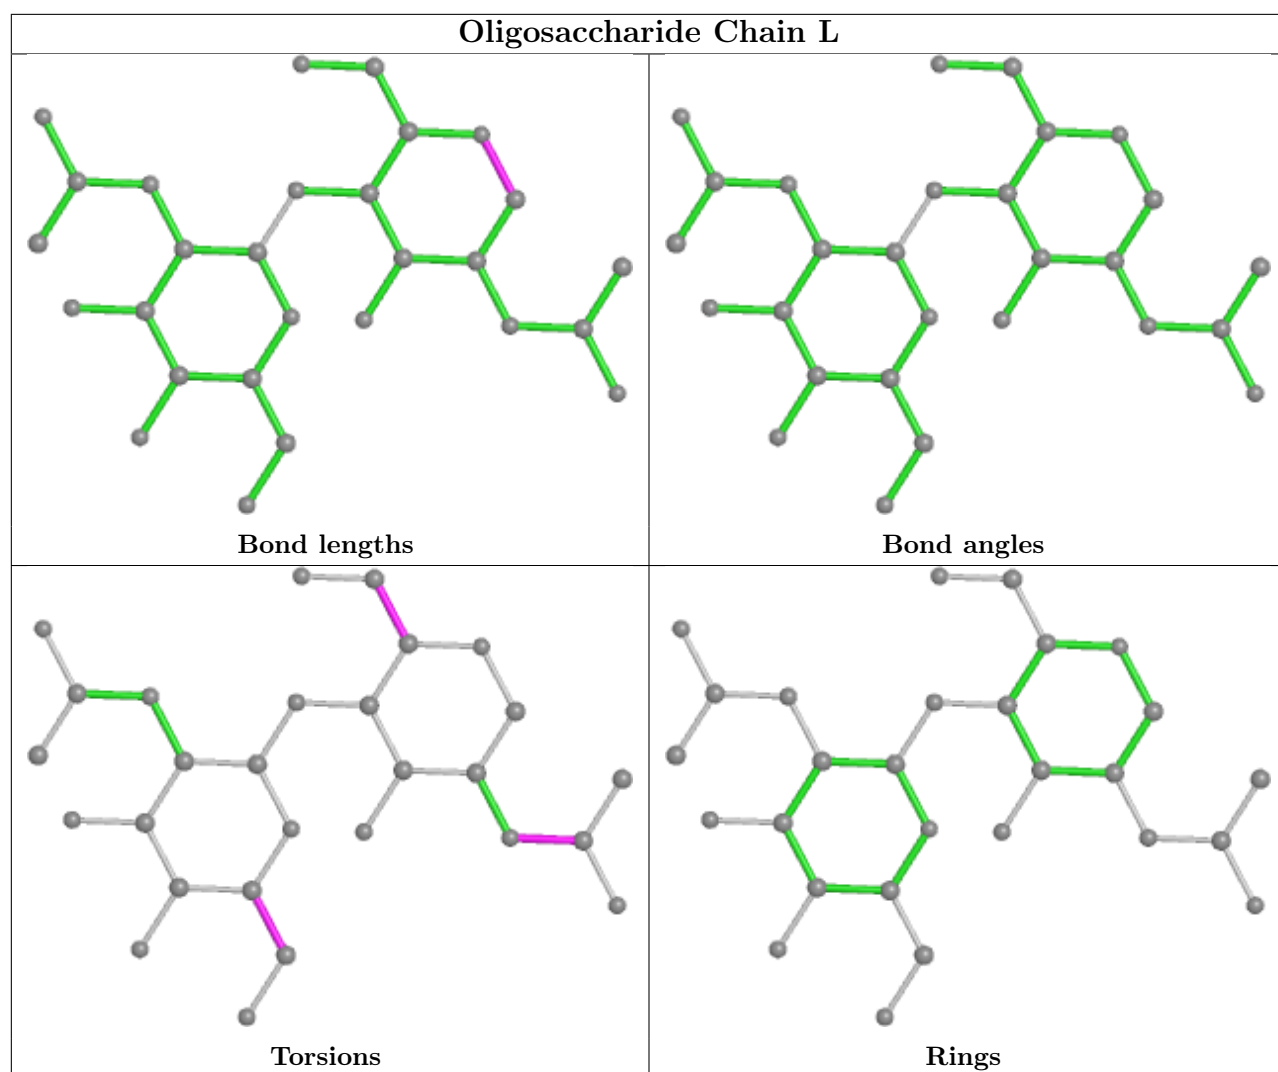 Oligosaccharide Chain L
Bond lengths
Bond angles
Torsions
Rings